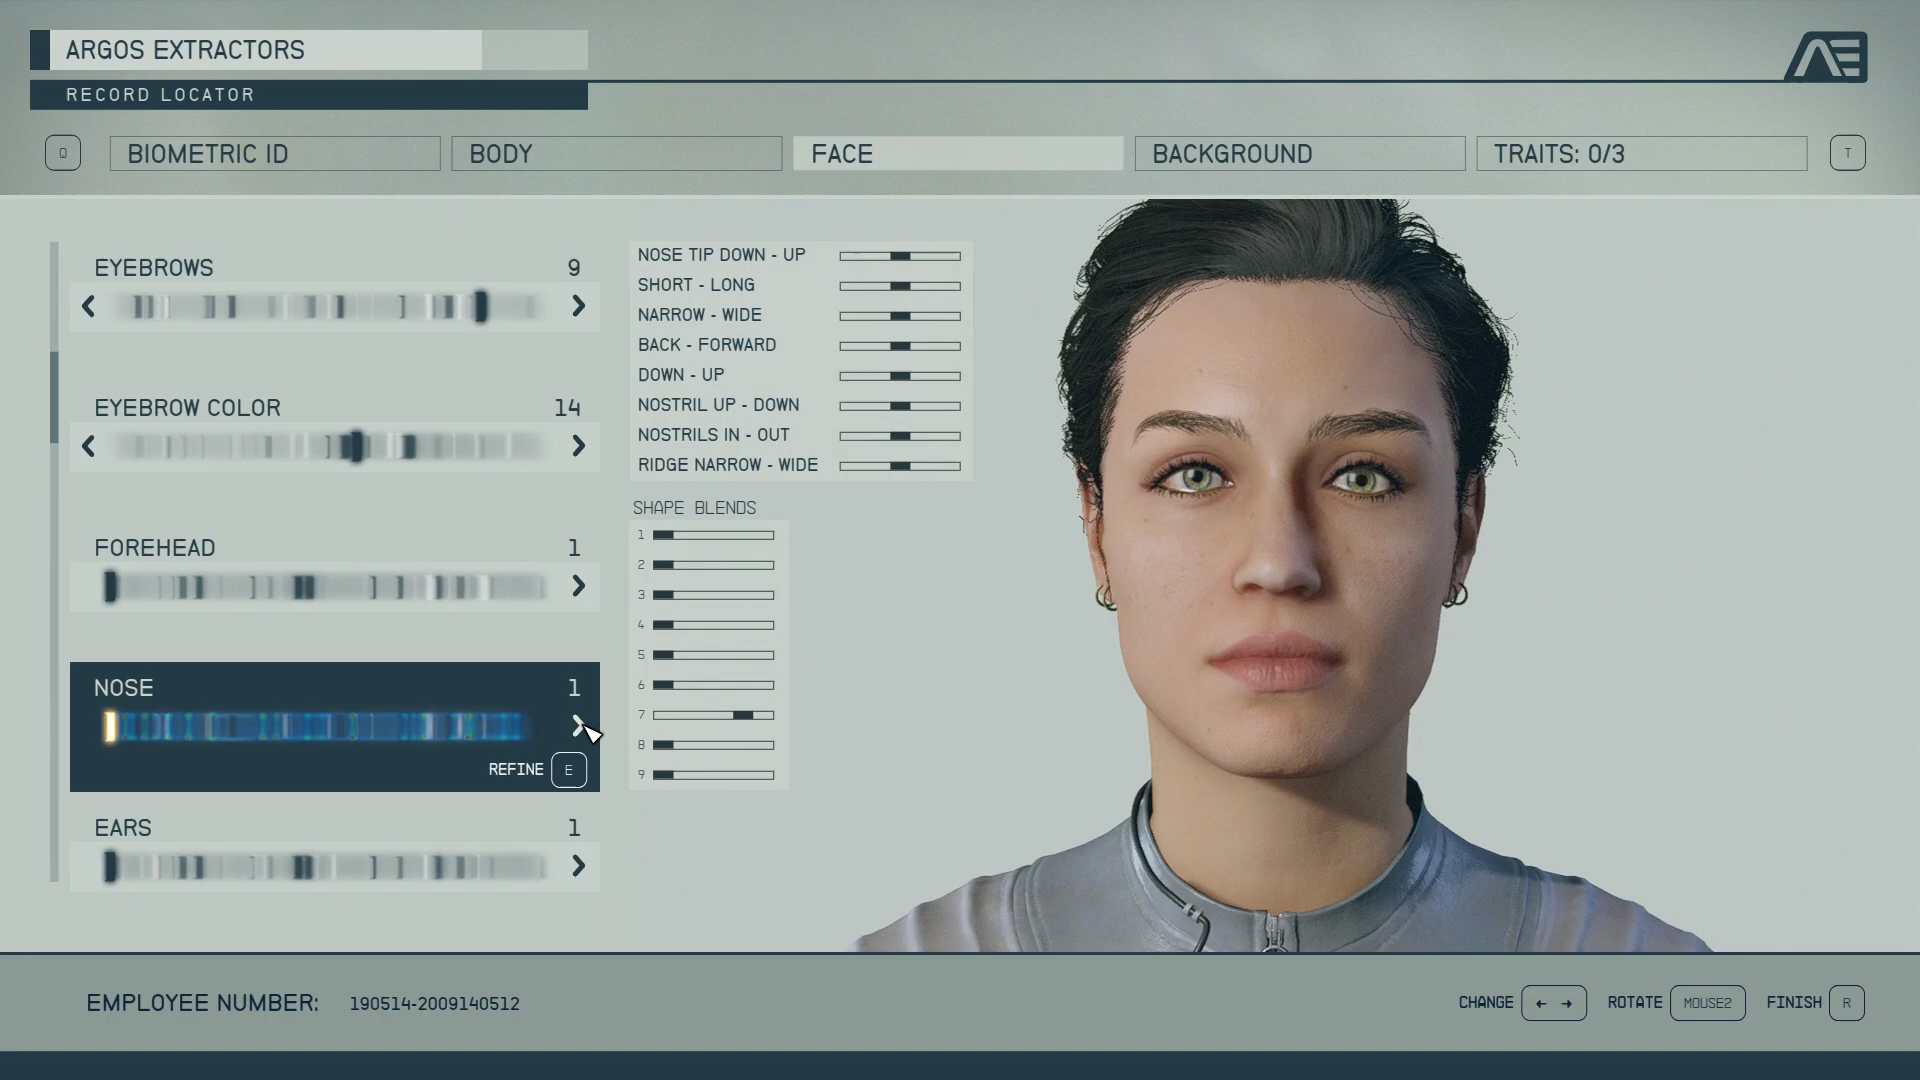 ARGOS EXTRACTORS
AE
RECORD LOCATOR
Q
BIOMETRIC ID
BODY
FACE
BACKGROUND
TRAITS: 0/3
T
EYEBROWS 9
EYEBROW COLOR 14
FOREHEAD 1
NOSE 1
REFINE E
EARS 1
NOSE TIP DOWN - UP
SHORT - LONG
NARROW - WIDE
BACK - FORWARD
DOWN - UP
NOSTRIL UP - DOWN
NOSTRILS IN - OUT
RIDGE NARROW - WIDE
SHAPE BLENDS
1
2
3
4
5
6
7
8
9
EMPLOYEE NUMBER: 190514-2009140512
CHANGE ← → ROTATE MOUSE2 FINISH R